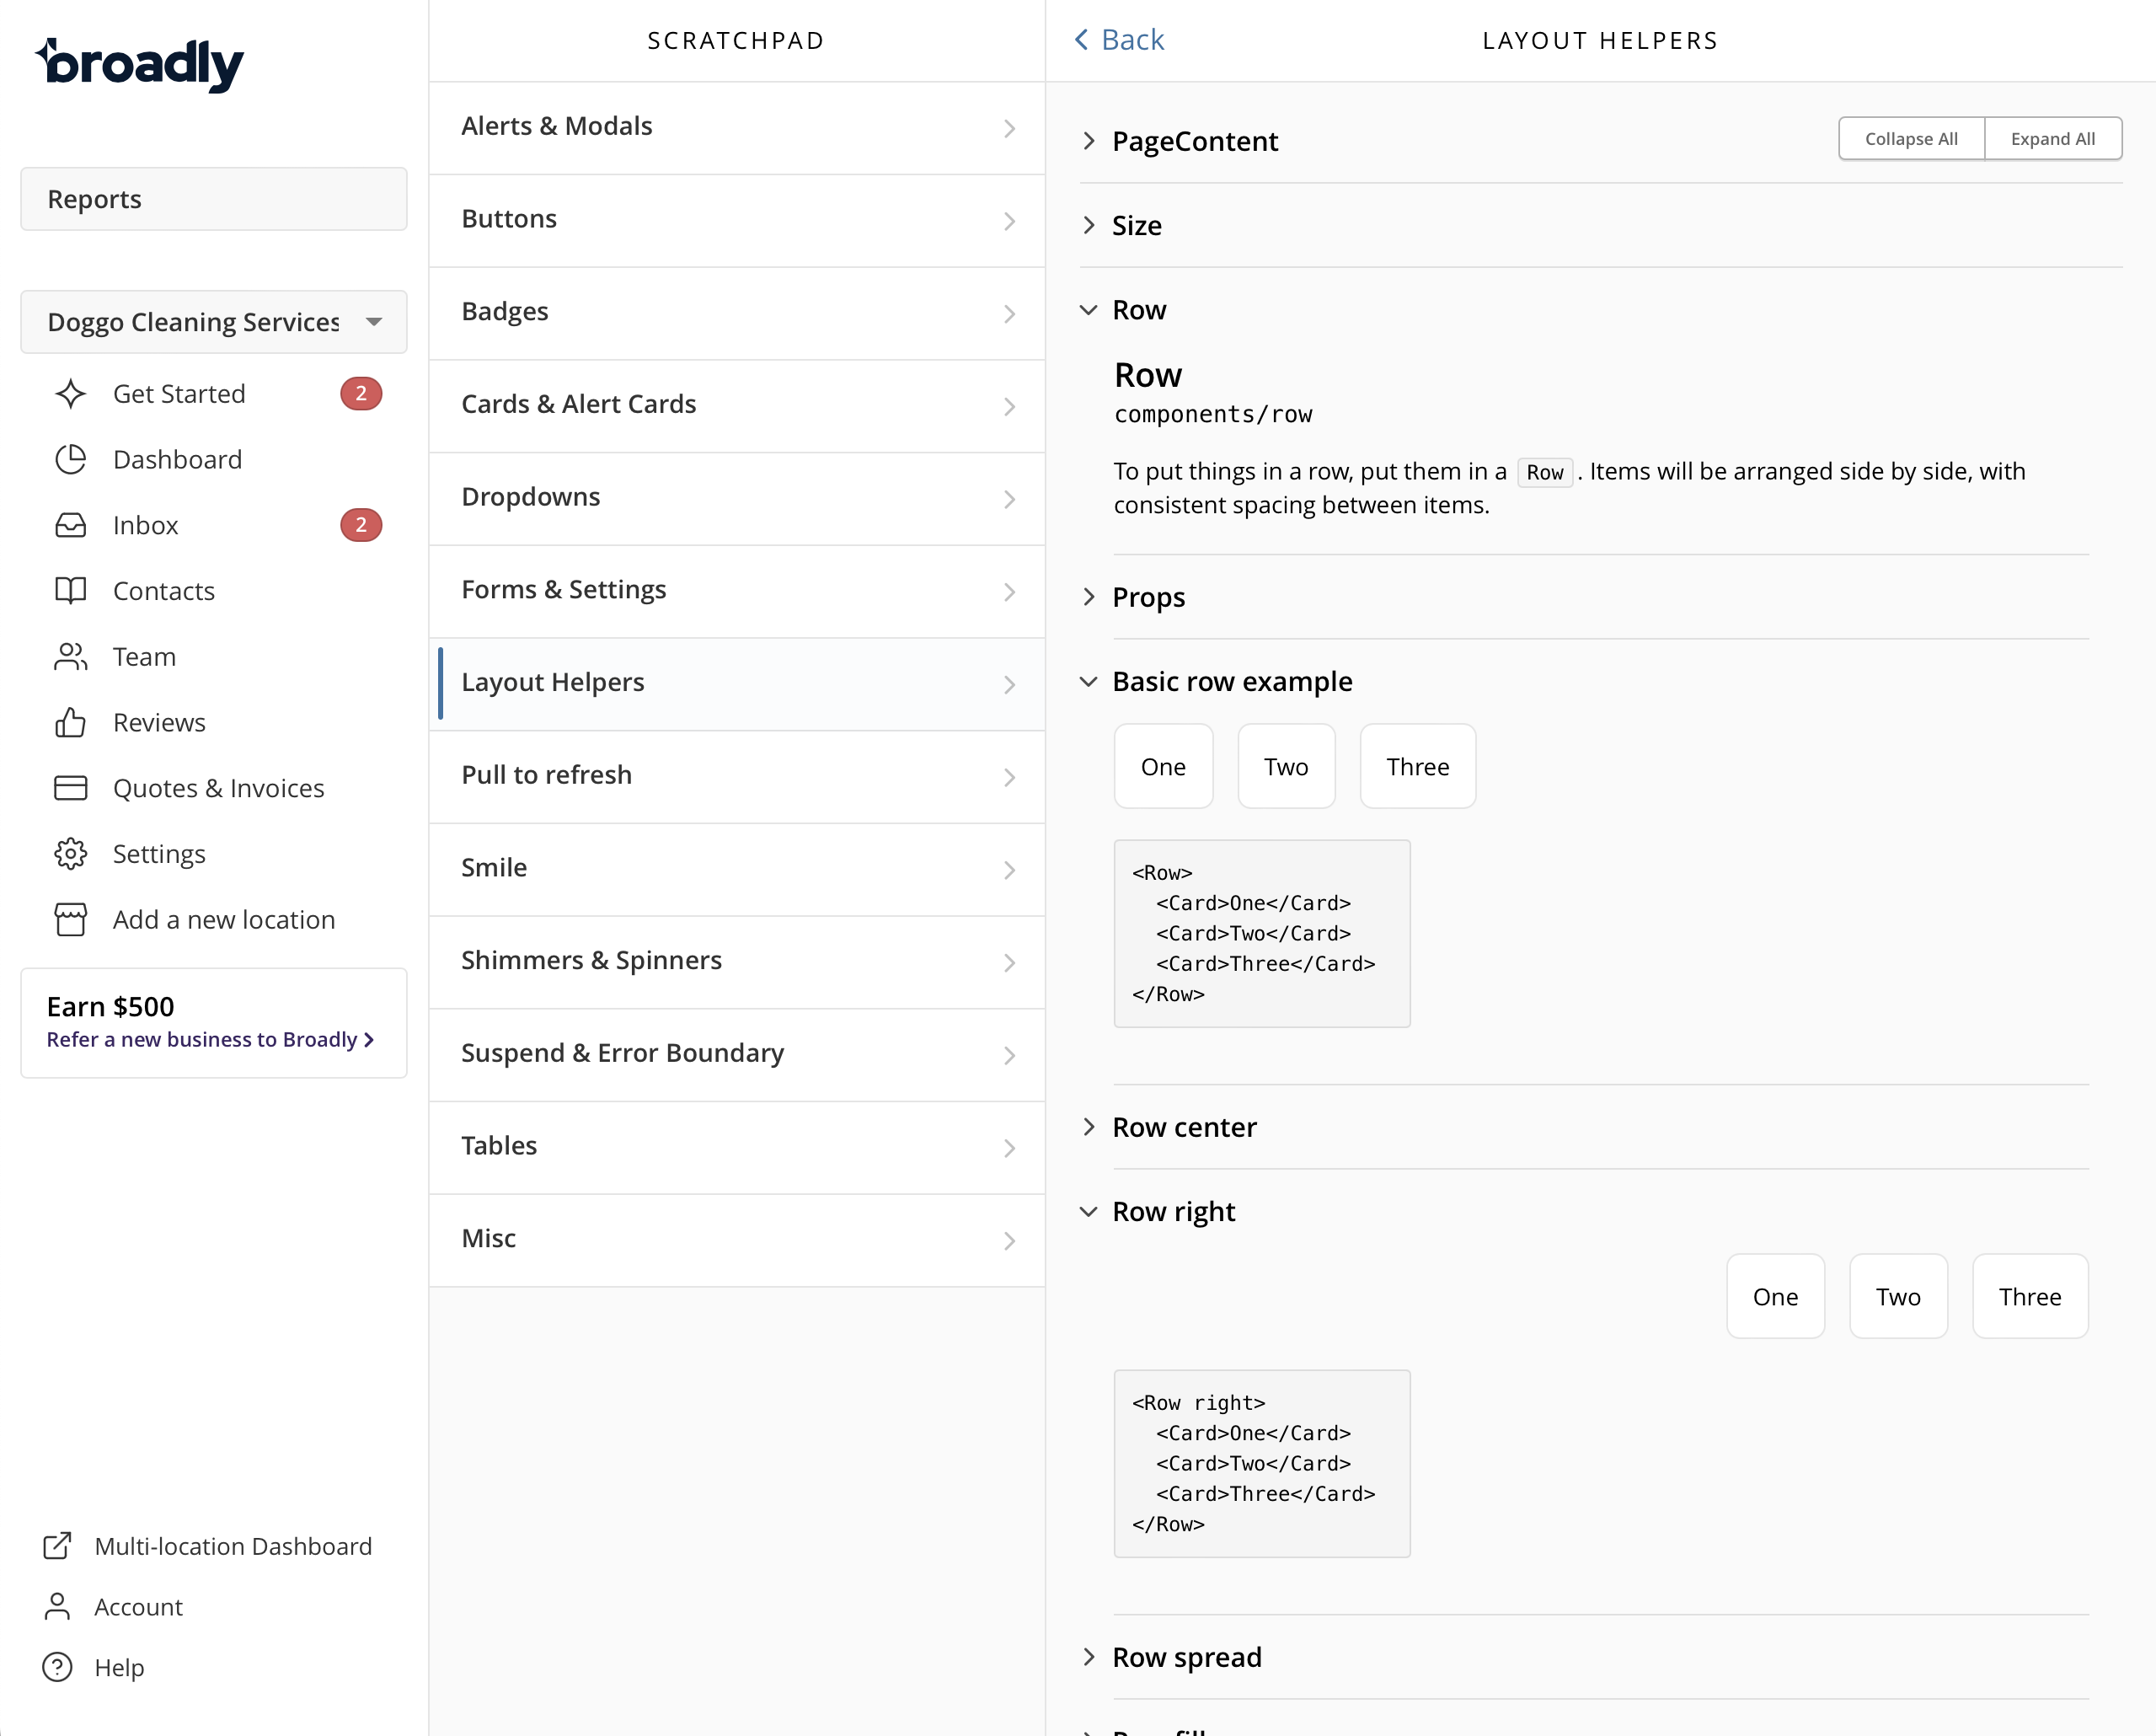 broadly
Reports
Doggo Cleaning Services
Get Started 2
Dashboard
Inbox 2
Contacts
Team
Reviews
Quotes & Invoices
Settings
Add a new location
Earn $500
Refer a new business to Broadly
Multi-location Dashboard
Account
Help
SCRATCHPAD
Alerts & Modals
Buttons
Badges
Cards & Alert Cards
Dropdowns
Forms & Settings
Layout Helpers
Pull to refresh
Smile
Shimmers & Spinners
Suspend & Error Boundary
Tables
Misc
Back
LAYOUT HELPERS
PageContent
Collapse All
Expand All
Size
Row
Row
components/row
To put things in a row, put them in a Row. Items will be arranged side by side, with
consistent spacing between items.
Props
Basic row example
One Two Three
<Row>
  <Card>One</Card>
  <Card>Two</Card>
  <Card>Three</Card>
</Row>
Row center
Row right
One Two Three
<Row right>
  <Card>One</Card>
  <Card>Two</Card>
  <Card>Three</Card>
</Row>
Row spread